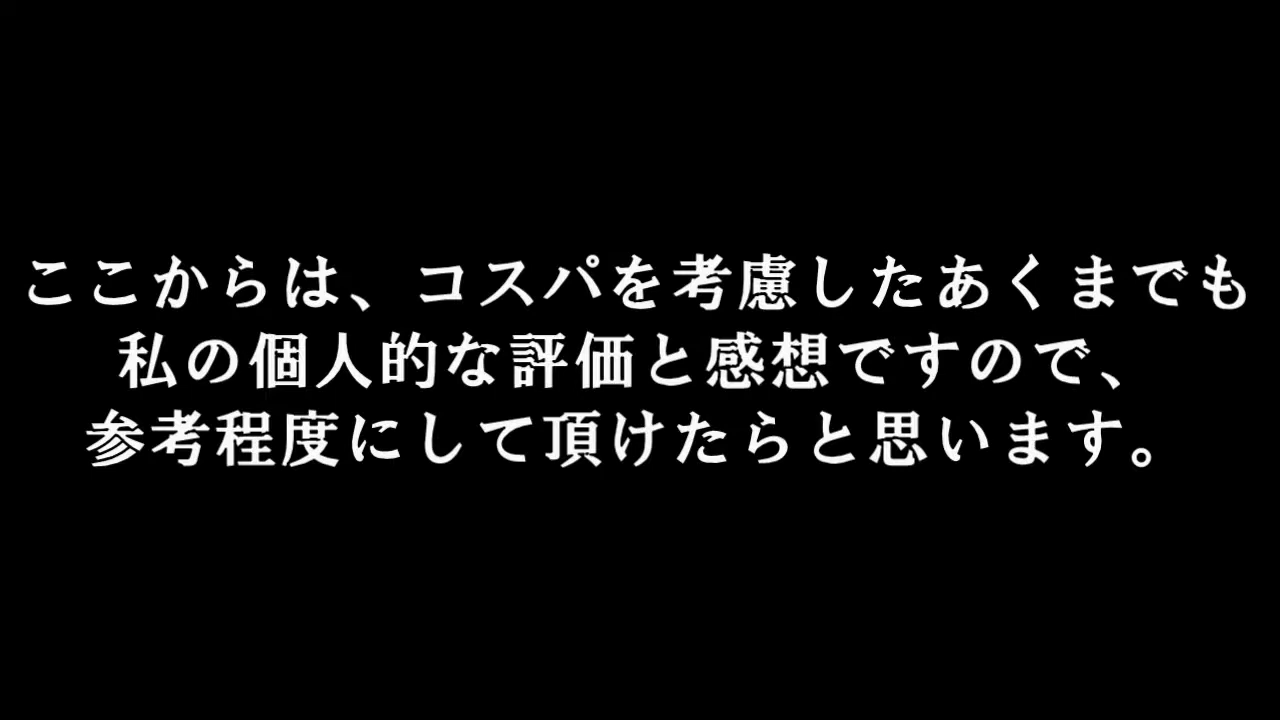 ここからは、コスパを考慮したあくまでも
私の個人的な評価と感想ですので、
参考程度にして頂けたらと思います。